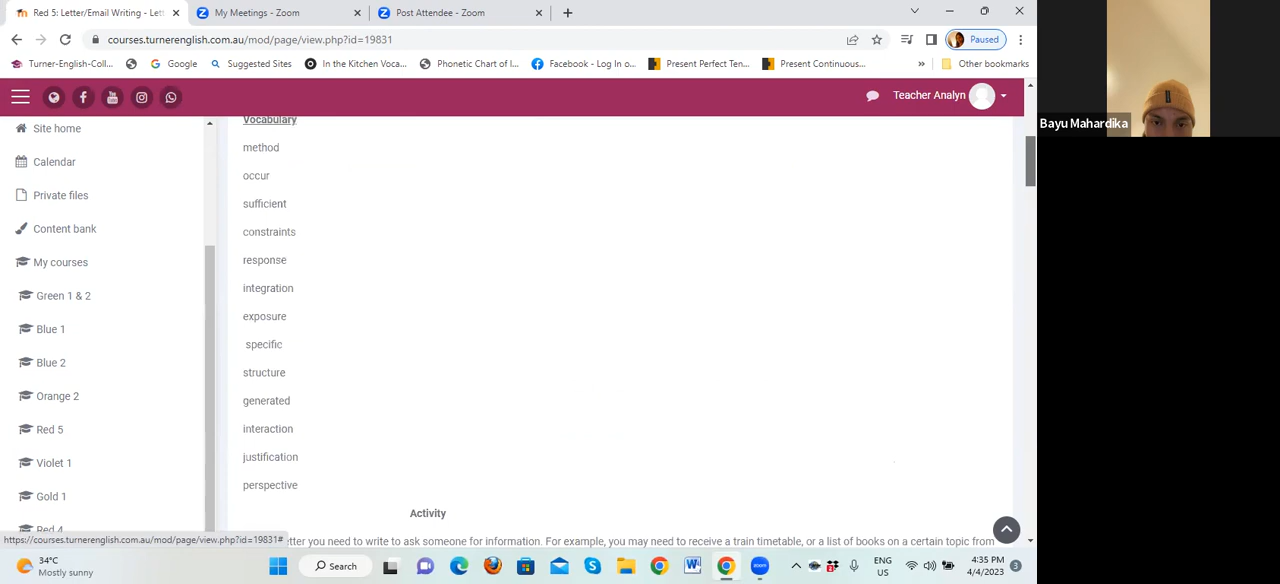 Red 5: Letter/Email Writing - Lett
My Meetings - Zoom
Post Attendee - Zoom
courses.turnerenglish.com.au/mod/page/view.php?id=19831
Paused
Turner-English-Coll...
Google
Suggested Sites
In the Kitchen Voca...
Phonetic Chart of I...
Facebook - Log In o...
Present Perfect Ten...
Present Continuous...
»
Other bookmarks
Teacher Analyn
Bayu Mahardika
Site home
Calendar
Private files
Content bank
My courses
Green 1 & 2
Blue 1
Blue 2
Orange 2
Red 5
Violet 1
Gold 1
Red 4
Vocabulary
method
occur
sufficient
constraints
response
integration
exposure
specific
structure
generated
interaction
justification
perspective
Activity
etter you need to write to ask someone for information. For example, you may need to receive a train timetable, or a list of books on a certain topic from
https://courses.turnerenglish.com.au/mod/page/view.php?id=19831#
34°C
Mostly sunny
Search
ENG
US
4:35 PM
4/4/2023
3